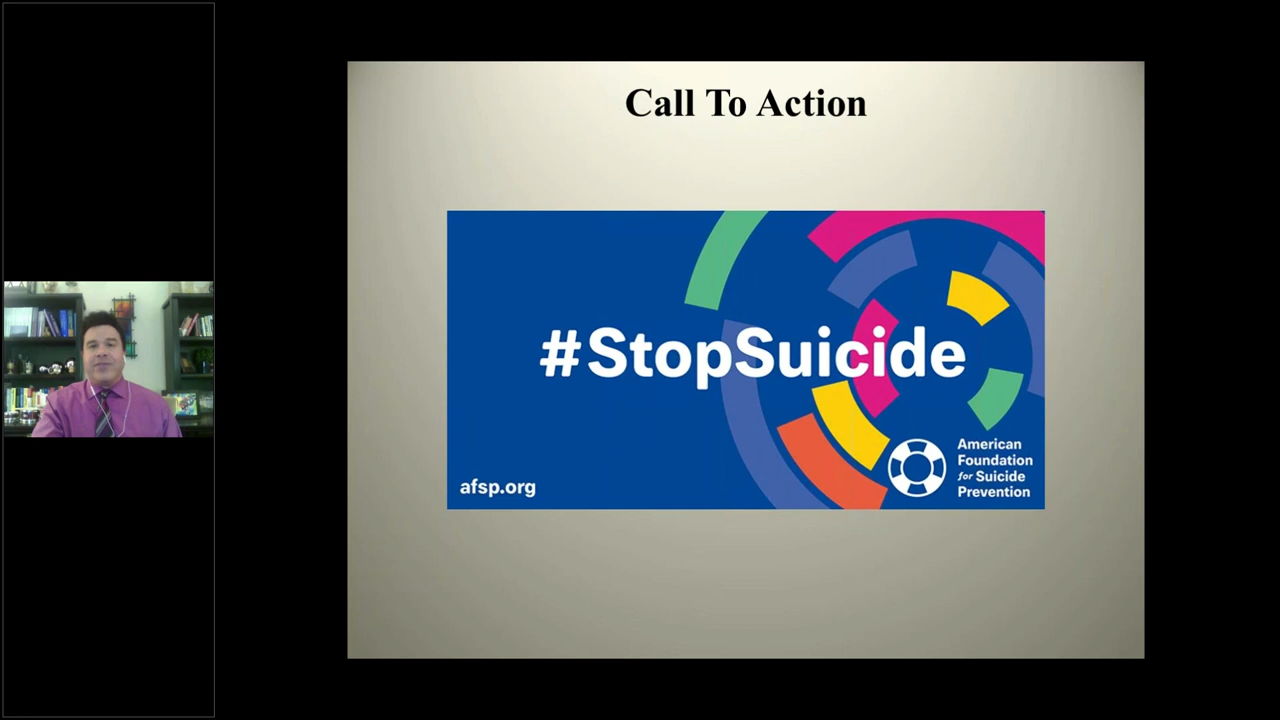 Call To Action
#StopSuicide
afsp.org
American
Foundation
for Suicide
Prevention